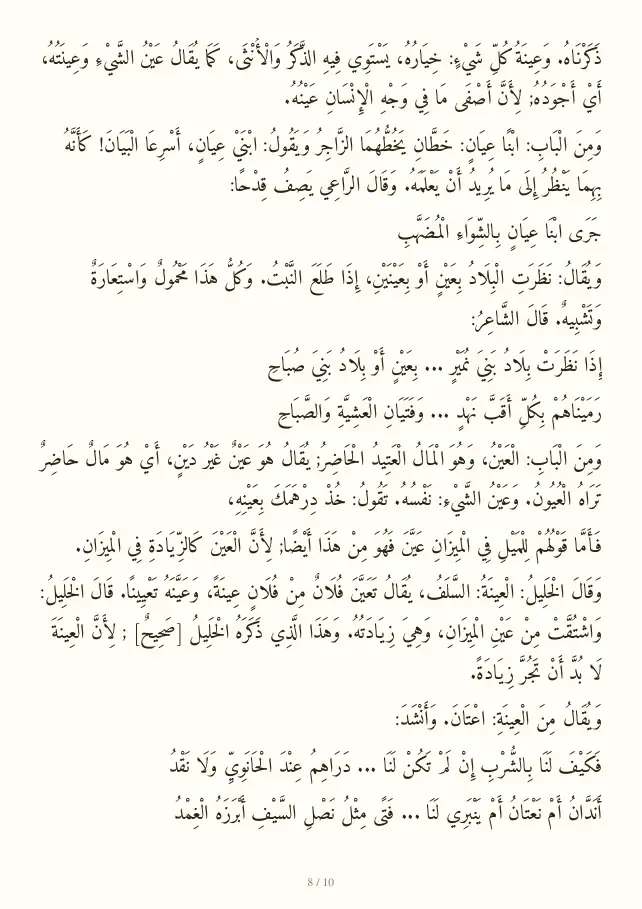 ذَكَرْنَاهُ. وَعِينَةُ كُلِّ شَيْءٍ: خِيَارُهُ، يَسْتَوِي فِيهِ الذَّكَرُ وَالْأُنْثَى، كَمَا يُقَالُ عَيْنُ الشَّيْءِ وَعِينَتُهُ،
أَيْ أَجْوَدُهُ; لِأَنَّ أَصْفَى مَا فِي وَجْهِ الْإِنْسَانِ عَيْنُهُ.
وَمِنَ الْبَابِ: ابْنَا عِيَانٍ: خَطَّانِ يَخُطُّهُمَا الزَّاجِرُ وَيَقُولُ: ابْنَيْ عِيَانٍ، أَسْرِعَا الْبَيَانَ! كَأَنَّهُ
بِهِمَا يَنْظُرُ إِلَى مَا يُرِيدُ أَنْ يَعْلَمَهُ. وَقَالَ الرَّاعِي يَصِفُ قِدْحًا:
جَرَى ابْنَا عِيَانٍ بِالشِّوَاءِ الْمُضَهَّبِ
وَيُقَالُ: نَظَرَتِ الْبِلَادُ بِعَيْنٍ أَوْ بِعَيْنَيْنِ، إِذَا طَلَعَ النَّبْتُ. وَكُلُّ هَذَا مَحْمُولٌ وَاسْتِعَارَةٌ
وَتَشْبِيهٌ. قَالَ الشَّاعِرُ:
إِذَا نَظَرَتْ بِلَادُ بَنِي نُمَيْرٍ ... بِعَيْنٍ أَوْ بِلَادُ بَنِي صُبَاحِ
رَمَيْنَاهُمْ بِكُلِّ أَقَبَّ نَهْدٍ ... وَفَتَيَانِ الْعَشِيَّةِ وَالصَّبَاحِ
وَمِنَ الْبَابِ: الْعَيْنُ، وَهُوَ الْمَالُ الْعَتِيدُ الْحَاضِرُ; يُقَالُ هُوَ عَيْنٌ غَيْرُ دَيْنٍ، أَيْ هُوَ مَالٌ حَاضِرٌ
تَرَاهُ الْعُيُونُ. وَعَيْنُ الشَّيْءِ: نَفْسُهُ. تَقُولُ: خُذْ دِرْهَمَكَ بِعَيْنِهِ،
فَأَمَّا قَوْلُهُمْ لِلْمَيْلِ فِي الْمِيزَانِ عَيْنٌ فَهُوَ مِنْ هَذَا أَيْضًا; لِأَنَّ الْعَيْنَ كَالزِّيَادَةِ فِي الْمِيزَانِ.
وَقَالَ الْخَلِيلُ: الْعِينَةُ: السَّلَفُ، يُقَالُ تَعَيَّنَ فُلَانٌ مِنْ فُلَانٍ عِينَةً، وَعَيَّنَهُ تَعْيِينًا. قَالَ الْخَلِيلُ:
وَاشْتُقَّتْ مِنْ عَيْنِ الْمِيزَانِ، وَهِيَ زِيَادَتُهُ. وَهَذَا الَّذِي ذَكَرَهُ الْخَلِيلُ [صَحِيحٌ] ; لِأَنَّ الْعِينَةَ
لَا بُدَّ أَنْ تَجُرَّ زِيَادَةً.
وَيُقَالُ مِنَ الْعِينَةِ: اعْتَانَ. وَأَنْشَدَ:
فَكَيْفَ لَنَا بِالشُّرْبِ إِنْ لَمْ تَكُنْ لَنَا ... دَرَاهِمُ عِنْدَ الْحَانَوِيِّ وَلَا نَقْدُ
أَنَدَّانُ أَمْ نَعْتَانُ أَمْ يَنْبَرِي لَنَا ... فَتًى مِثْلُ نَصْلِ السَّيْفِ أَبْرَزَهُ الْغِمْدُ
8 / 10